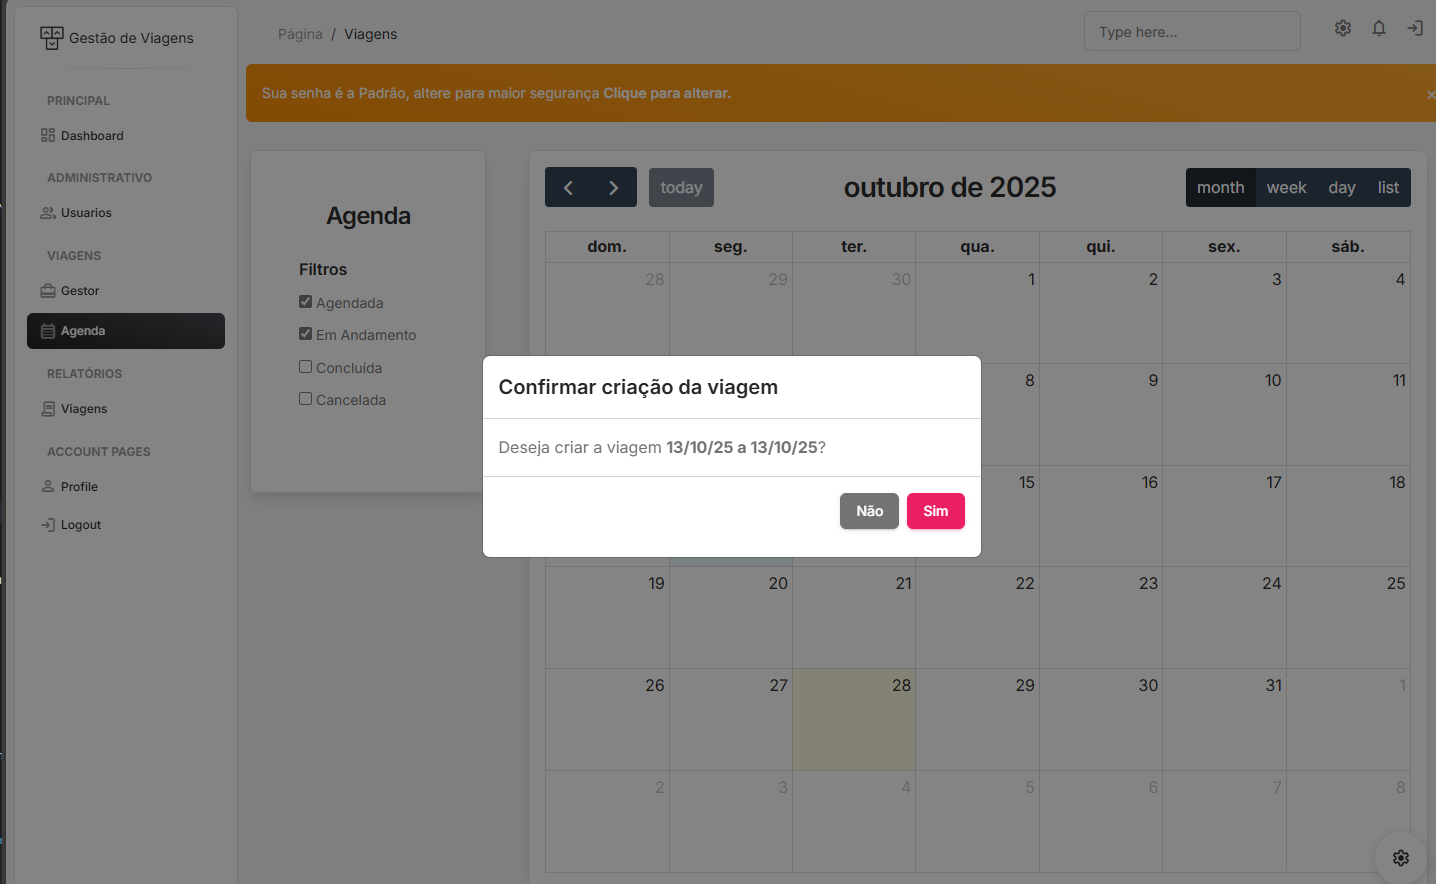 Gestão de Viagens
PRINCIPAL
Dashboard
ADMINISTRATIVO
Usuarios
VIAGENS
Gestor
Agenda
RELATÓRIOS
Viagens
ACCOUNT PAGES
Profile
Logout
Página / Viagens
Type here...
Sua senha é a Padrão, altere para maior segurança Clique para alterar.
×
Agenda
Filtros
Agendada
Em Andamento
Concluída
Cancelada
today
outubro de 2025
month week day list
dom. seg. ter. qua. qui. sex. sáb.
28 29 30 1 2 3 4
8 9 10 11
15 16 17 18
19 20 21 22 23 24 25
26 27 28 29 30 31 1
2 3 4 5 6 7 8
Confirmar criação da viagem
Deseja criar a viagem 13/10/25 a 13/10/25?
Não Sim